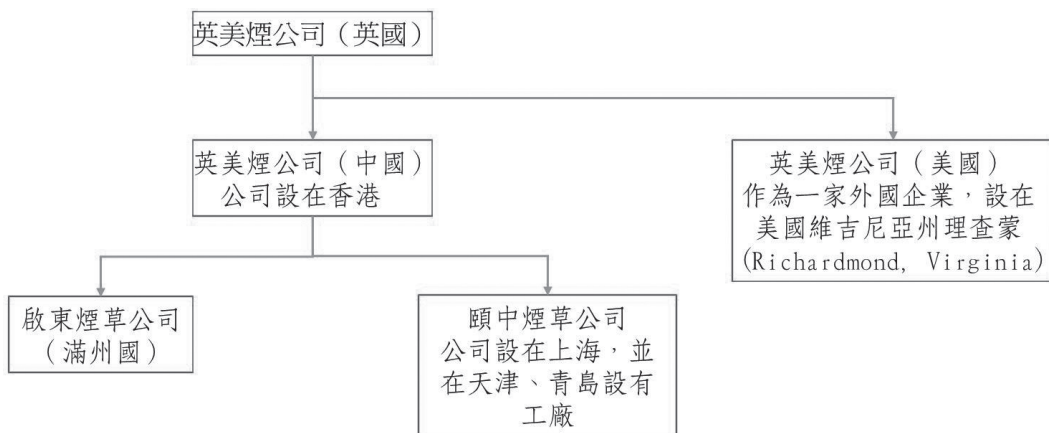 英美煙公司（英國）
英美煙公司（中國）
公司設在香港
英美煙公司（美國）
作為一家外國企業，設在
美國維吉尼亞州理查蒙
(Richardmond, Virginia)
啟東煙草公司
（滿州國）
頤中煙草公司
公司設在上海，並
在天津、青島設有
工廠